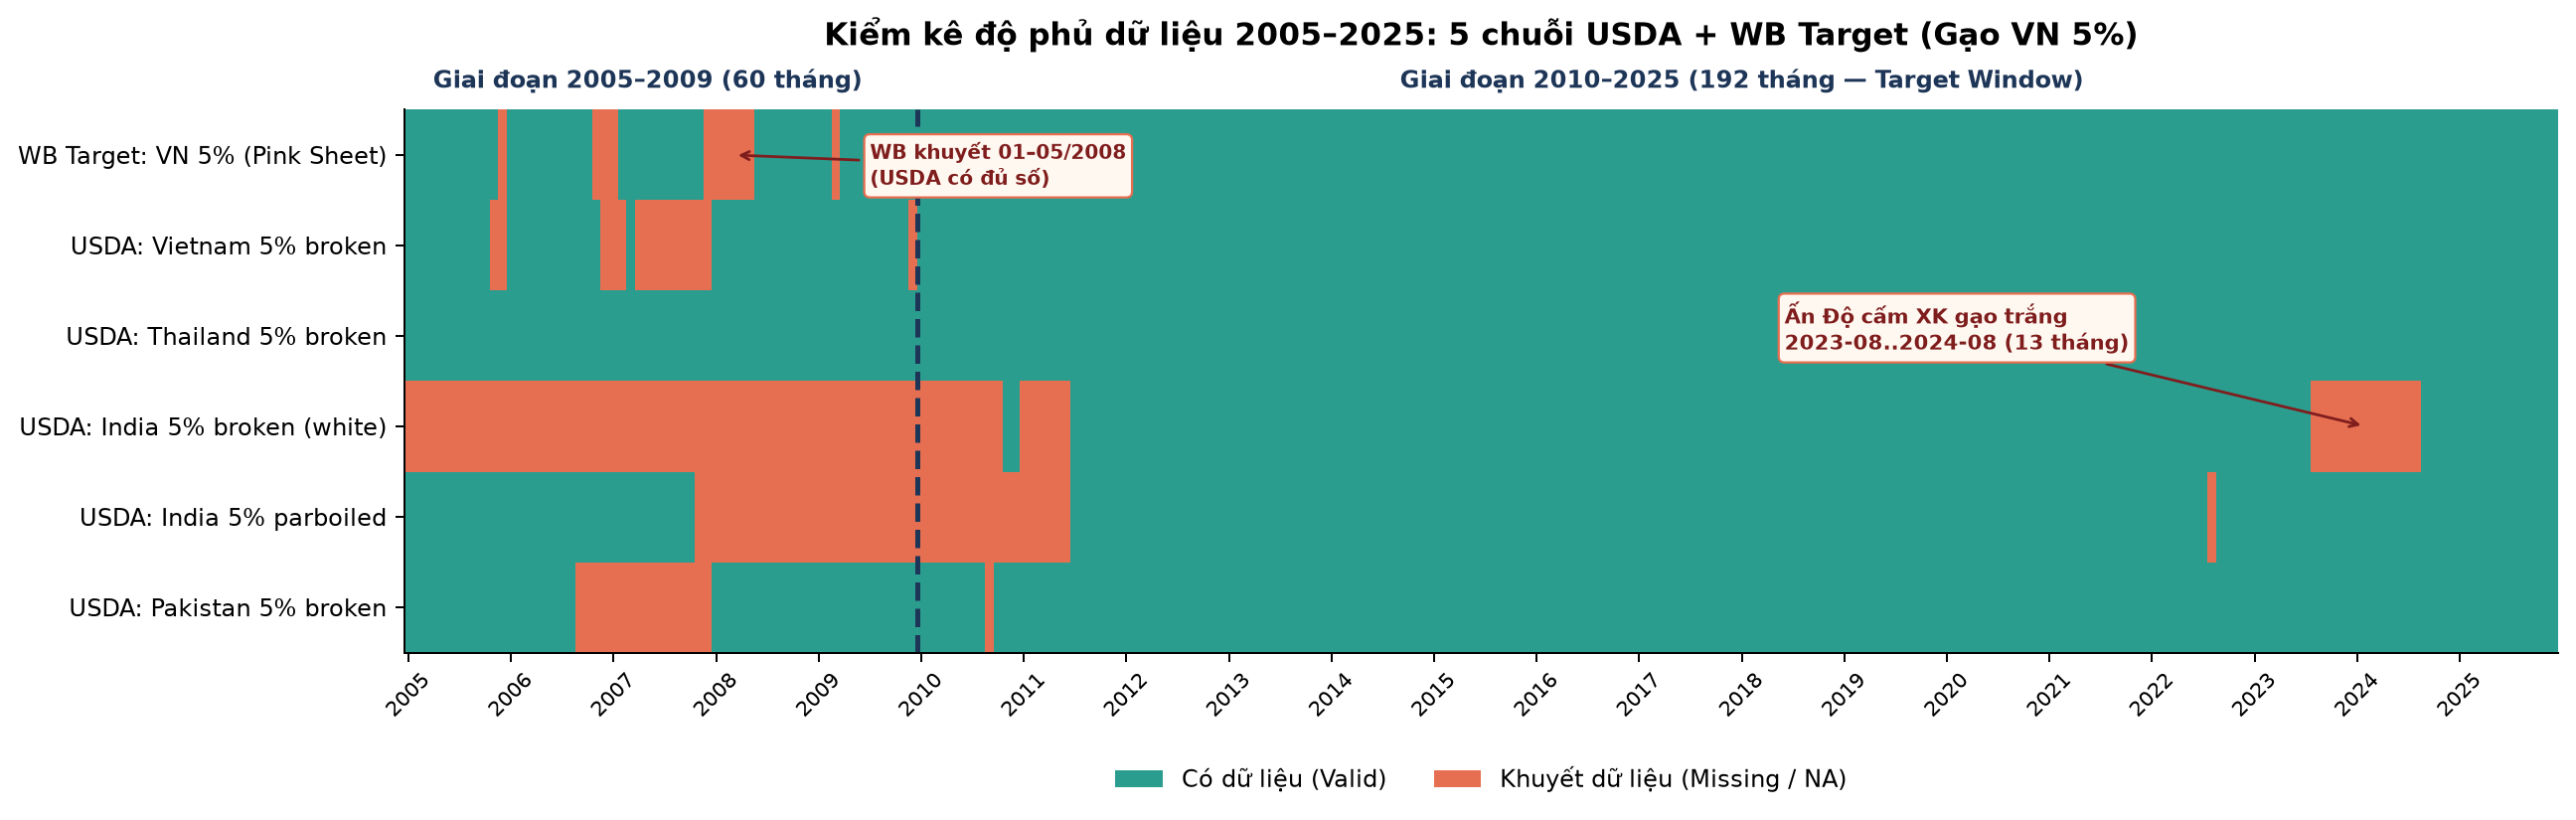 Kiểm kê độ phủ dữ liệu 2005–2025: 5 chuỗi USDA + WB Target (Gạo VN 5%)
Giai đoạn 2005–2009 (60 tháng)
Giai đoạn 2010–2025 (192 tháng — Target Window)
WB Target: VN 5% (Pink Sheet)
WB khuyết 01–05/2008
(USDA có đủ số)
USDA: Vietnam 5% broken
USDA: Thailand 5% broken
Ấn Độ cấm XK gạo trắng
2023-08..2024-08 (13 tháng)
USDA: India 5% broken (white)
USDA: India 5% parboiled
USDA: Pakistan 5% broken
2005
2006
2007
2008
2009
2010
2011
2012
2013
2014
2015
2016
2017
2018
2019
2020
2021
2022
2023
2024
2025
Có dữ liệu (Valid)
Khuyết dữ liệu (Missing / NA)